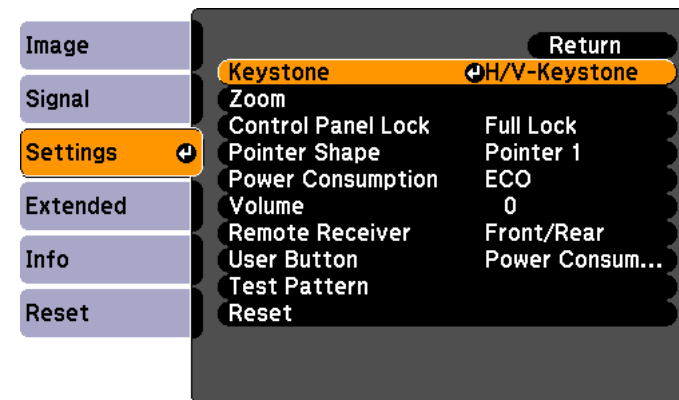 Image
Signal
Settings
Extended
Info
Reset
Return
Keystone H/V-Keystone
Zoom
Control Panel Lock Full Lock
Pointer Shape Pointer 1
Power Consumption ECO
Volume 0
Remote Receiver Front/Rear
User Button Power Consum...
Test Pattern
Reset